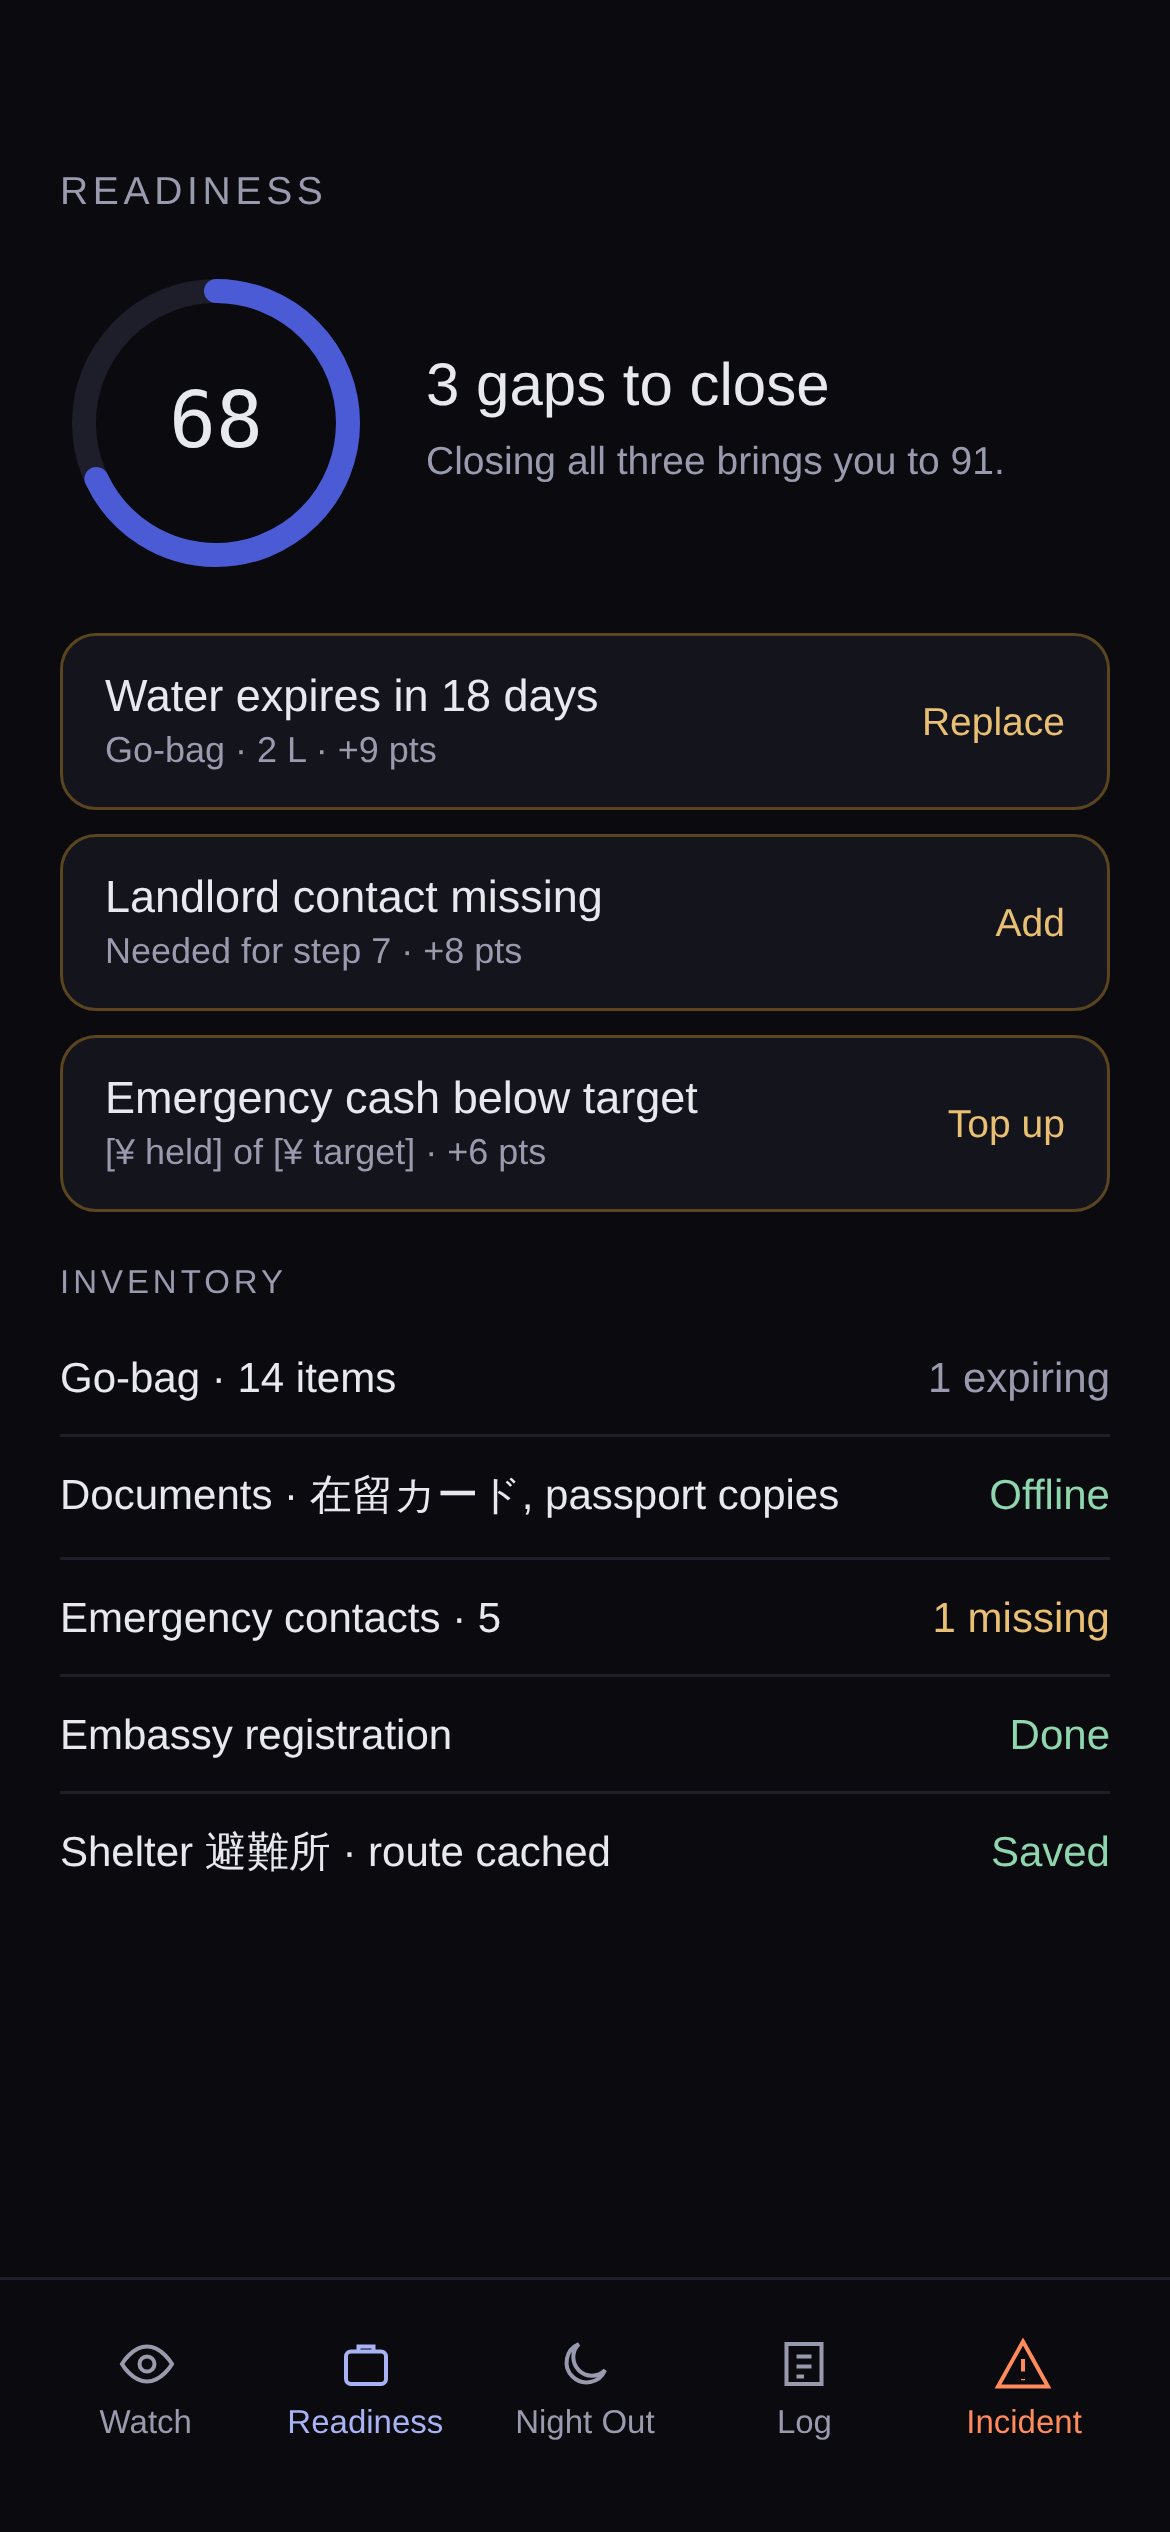 READINESS
68
3 gaps to close
Closing all three brings you to 91.
Water expires in 18 days
Go-bag · 2 L · +9 pts
Replace
Landlord contact missing
Needed for step 7 · +8 pts
Add
Emergency cash below target
[¥ held] of [¥ target] · +6 pts
Top up
INVENTORY
Go-bag · 14 items
1 expiring
Documents · 在留カード, passport copies
Offline
Emergency contacts · 5
1 missing
Embassy registration
Done
Shelter 避難所 · route cached
Saved
Watch
Readiness
Night Out
Log
Incident